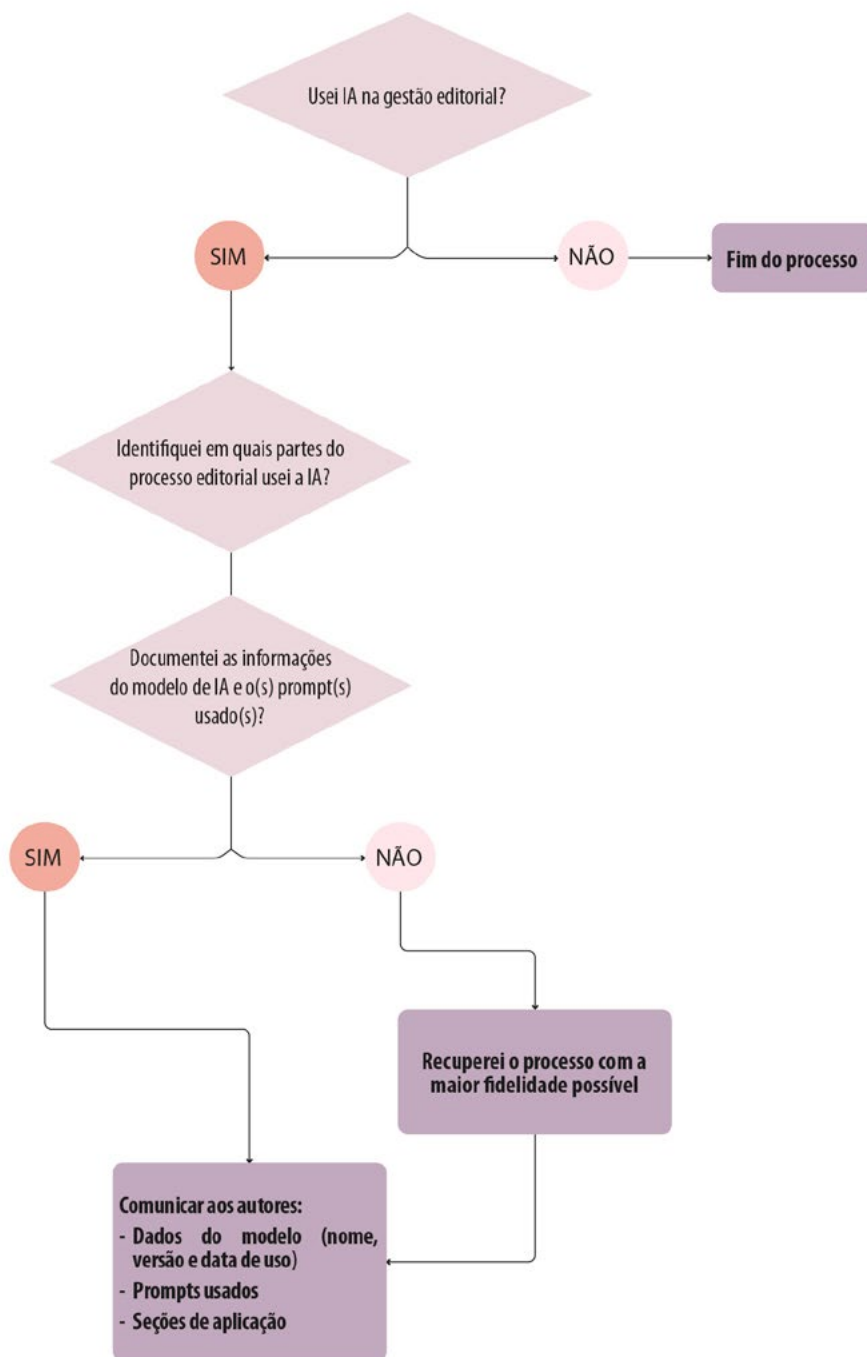 Usei IA na gestão editorial?
SIM
NÃO
Fim do processo
Identifiquei em quais partes do
processo editorial usei a IA?
Documentei as informações
do modelo de IA e o(s) prompt(s)
usado(s)?
SIM
NÃO
Recuperei o processo com a
maior fidelidade possível
Comunicar aos autores:
- Dados do modelo (nome,
versão e data de uso)
- Prompts usados
- Seções de aplicação